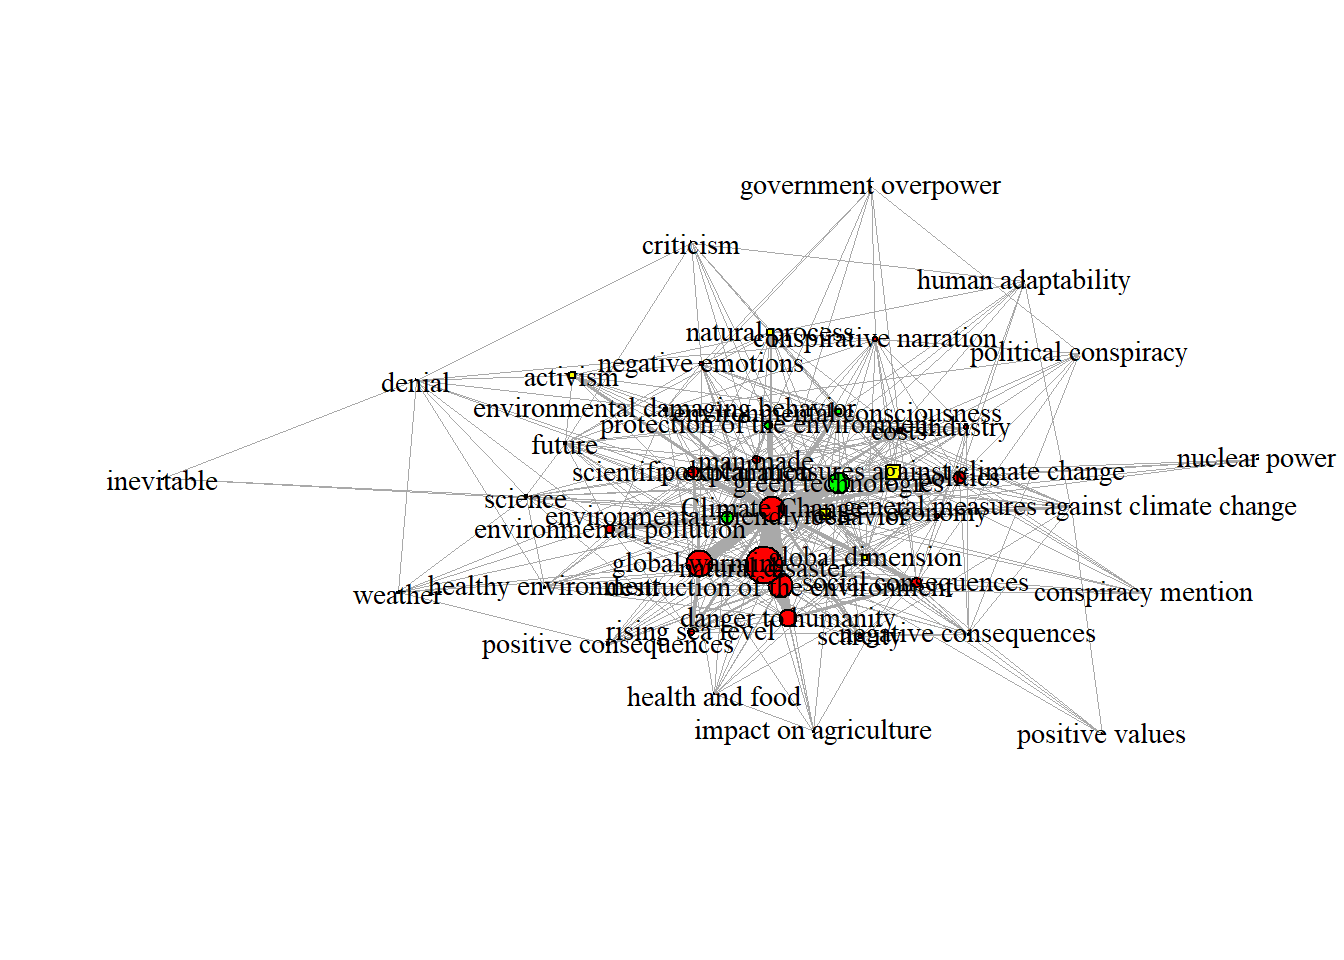 government overpower
criticism
human adaptability
natural process
conspirative narration
political conspiracy
negative emotions
activism
denial
environmental damaging behavior
environmental consciousness
protection of the environment
costs
industry
future
man-made
nuclear power
scientific explanation
political measures against climate change
politics
inevitable
green technologies
science
Climate Change
general measures against climate change
environmental friendly
behavior
economy
environmental pollution
global dimension
global warming
natural disaster
social consequences
healthy environment
destruction of the environment
conspiracy mention
weather
danger to humanity
rising sea level
scarcity
negative consequences
positive consequences
health and food
impact on agriculture
positive values